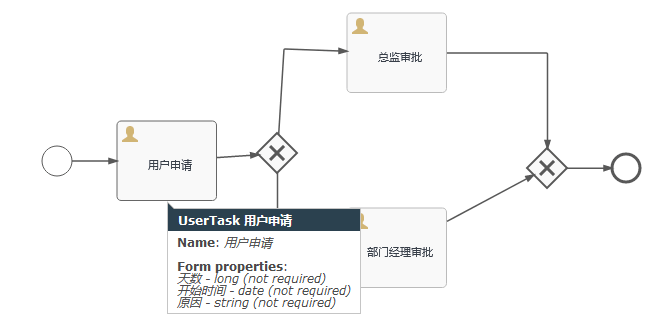 总监审批
用户申请
部门经理审批
UserTask 用户申请
Name: 用户申请
Form properties:
天数 - long (not required)
开始时间 - date (not required)
原因 - string (not required)